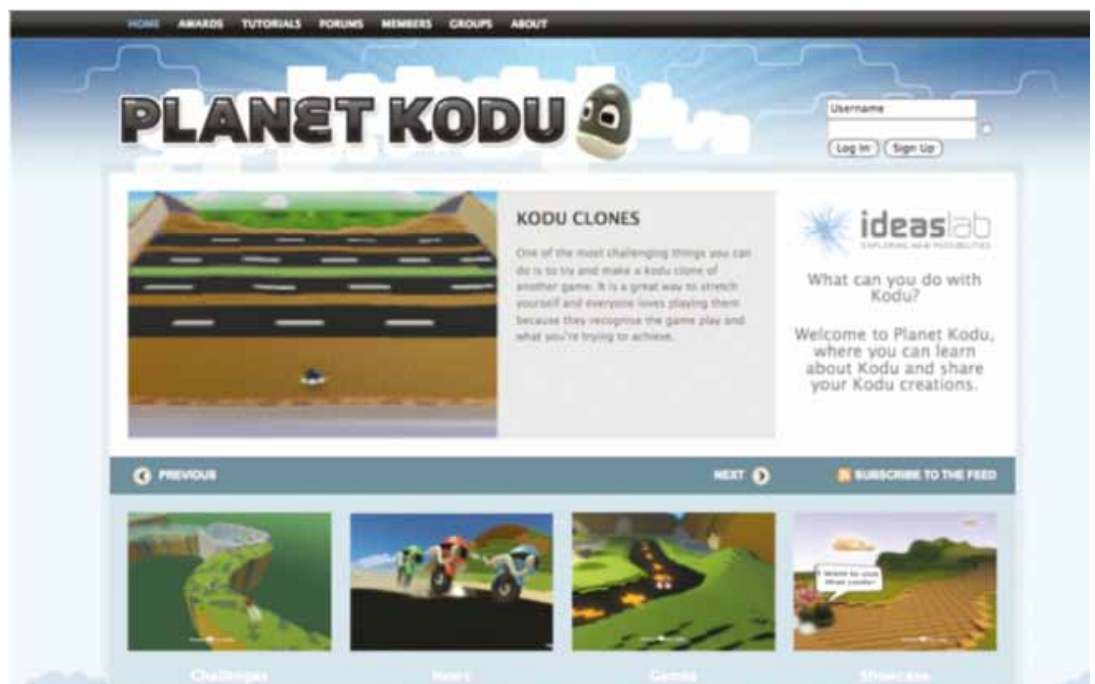 HOME AWARDS TUTORIALS FORUMS MEMBERS GROUPS ABOUT
PLANET KODU
Username
Log In Sign Up
KODU CLONES
One of the most challenging things you can
do is to try and make a kodu clone of
another game. It is a great way to stretch
yourself and everyone loves playing them
because they recognise the game play and
what you're trying to achieve.
ideaslab
EXPLORING NEW POSSIBILITIES
What can you do with
Kodu?
Welcome to Planet Kodu,
where you can learn
about Kodu and share
your Kodu creations.
PREVIOUS
NEXT
SUBSCRIBE TO THE FEED
I want to visit
that castle!
Challenges
News
Games
Showcase